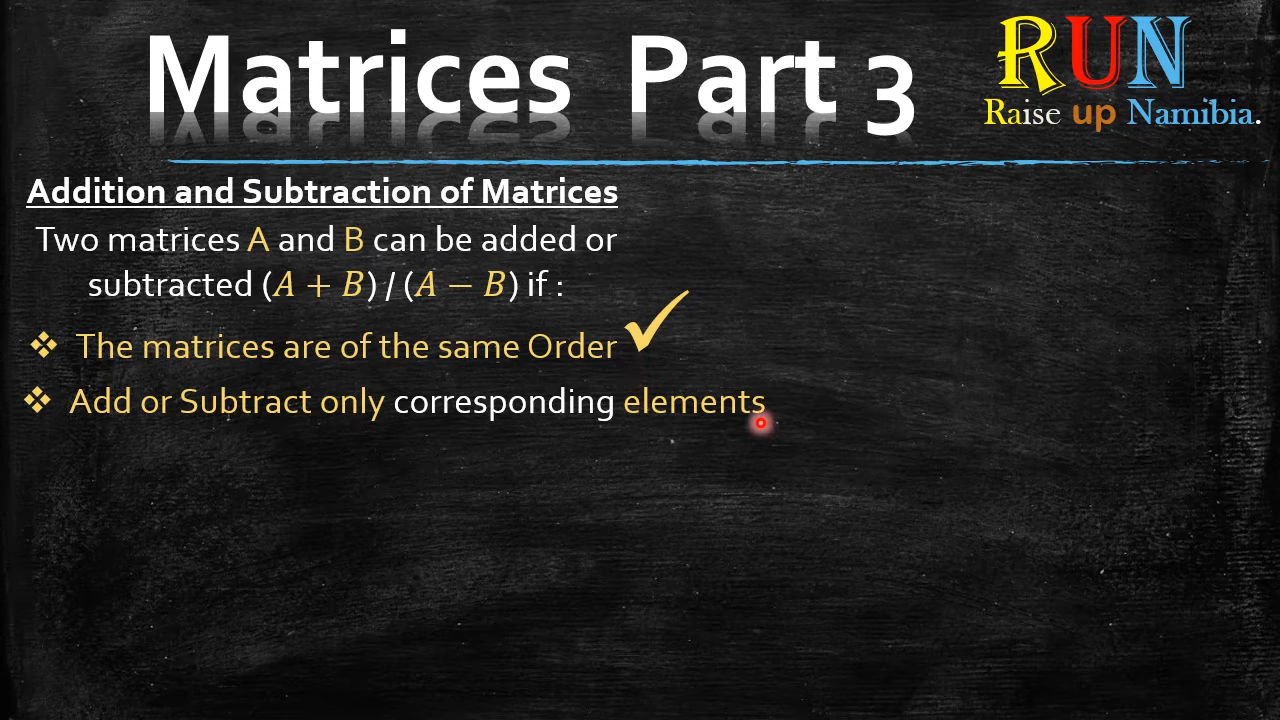 Matrices Part 3
RUN
Raise up Namibia.
Addition and Subtraction of Matrices
Two matrices A and B can be added or
subtracted (A + B) / (A − B) if :
❖ The matrices are of the same Order ✓
❖ Add or Subtract only corresponding elements